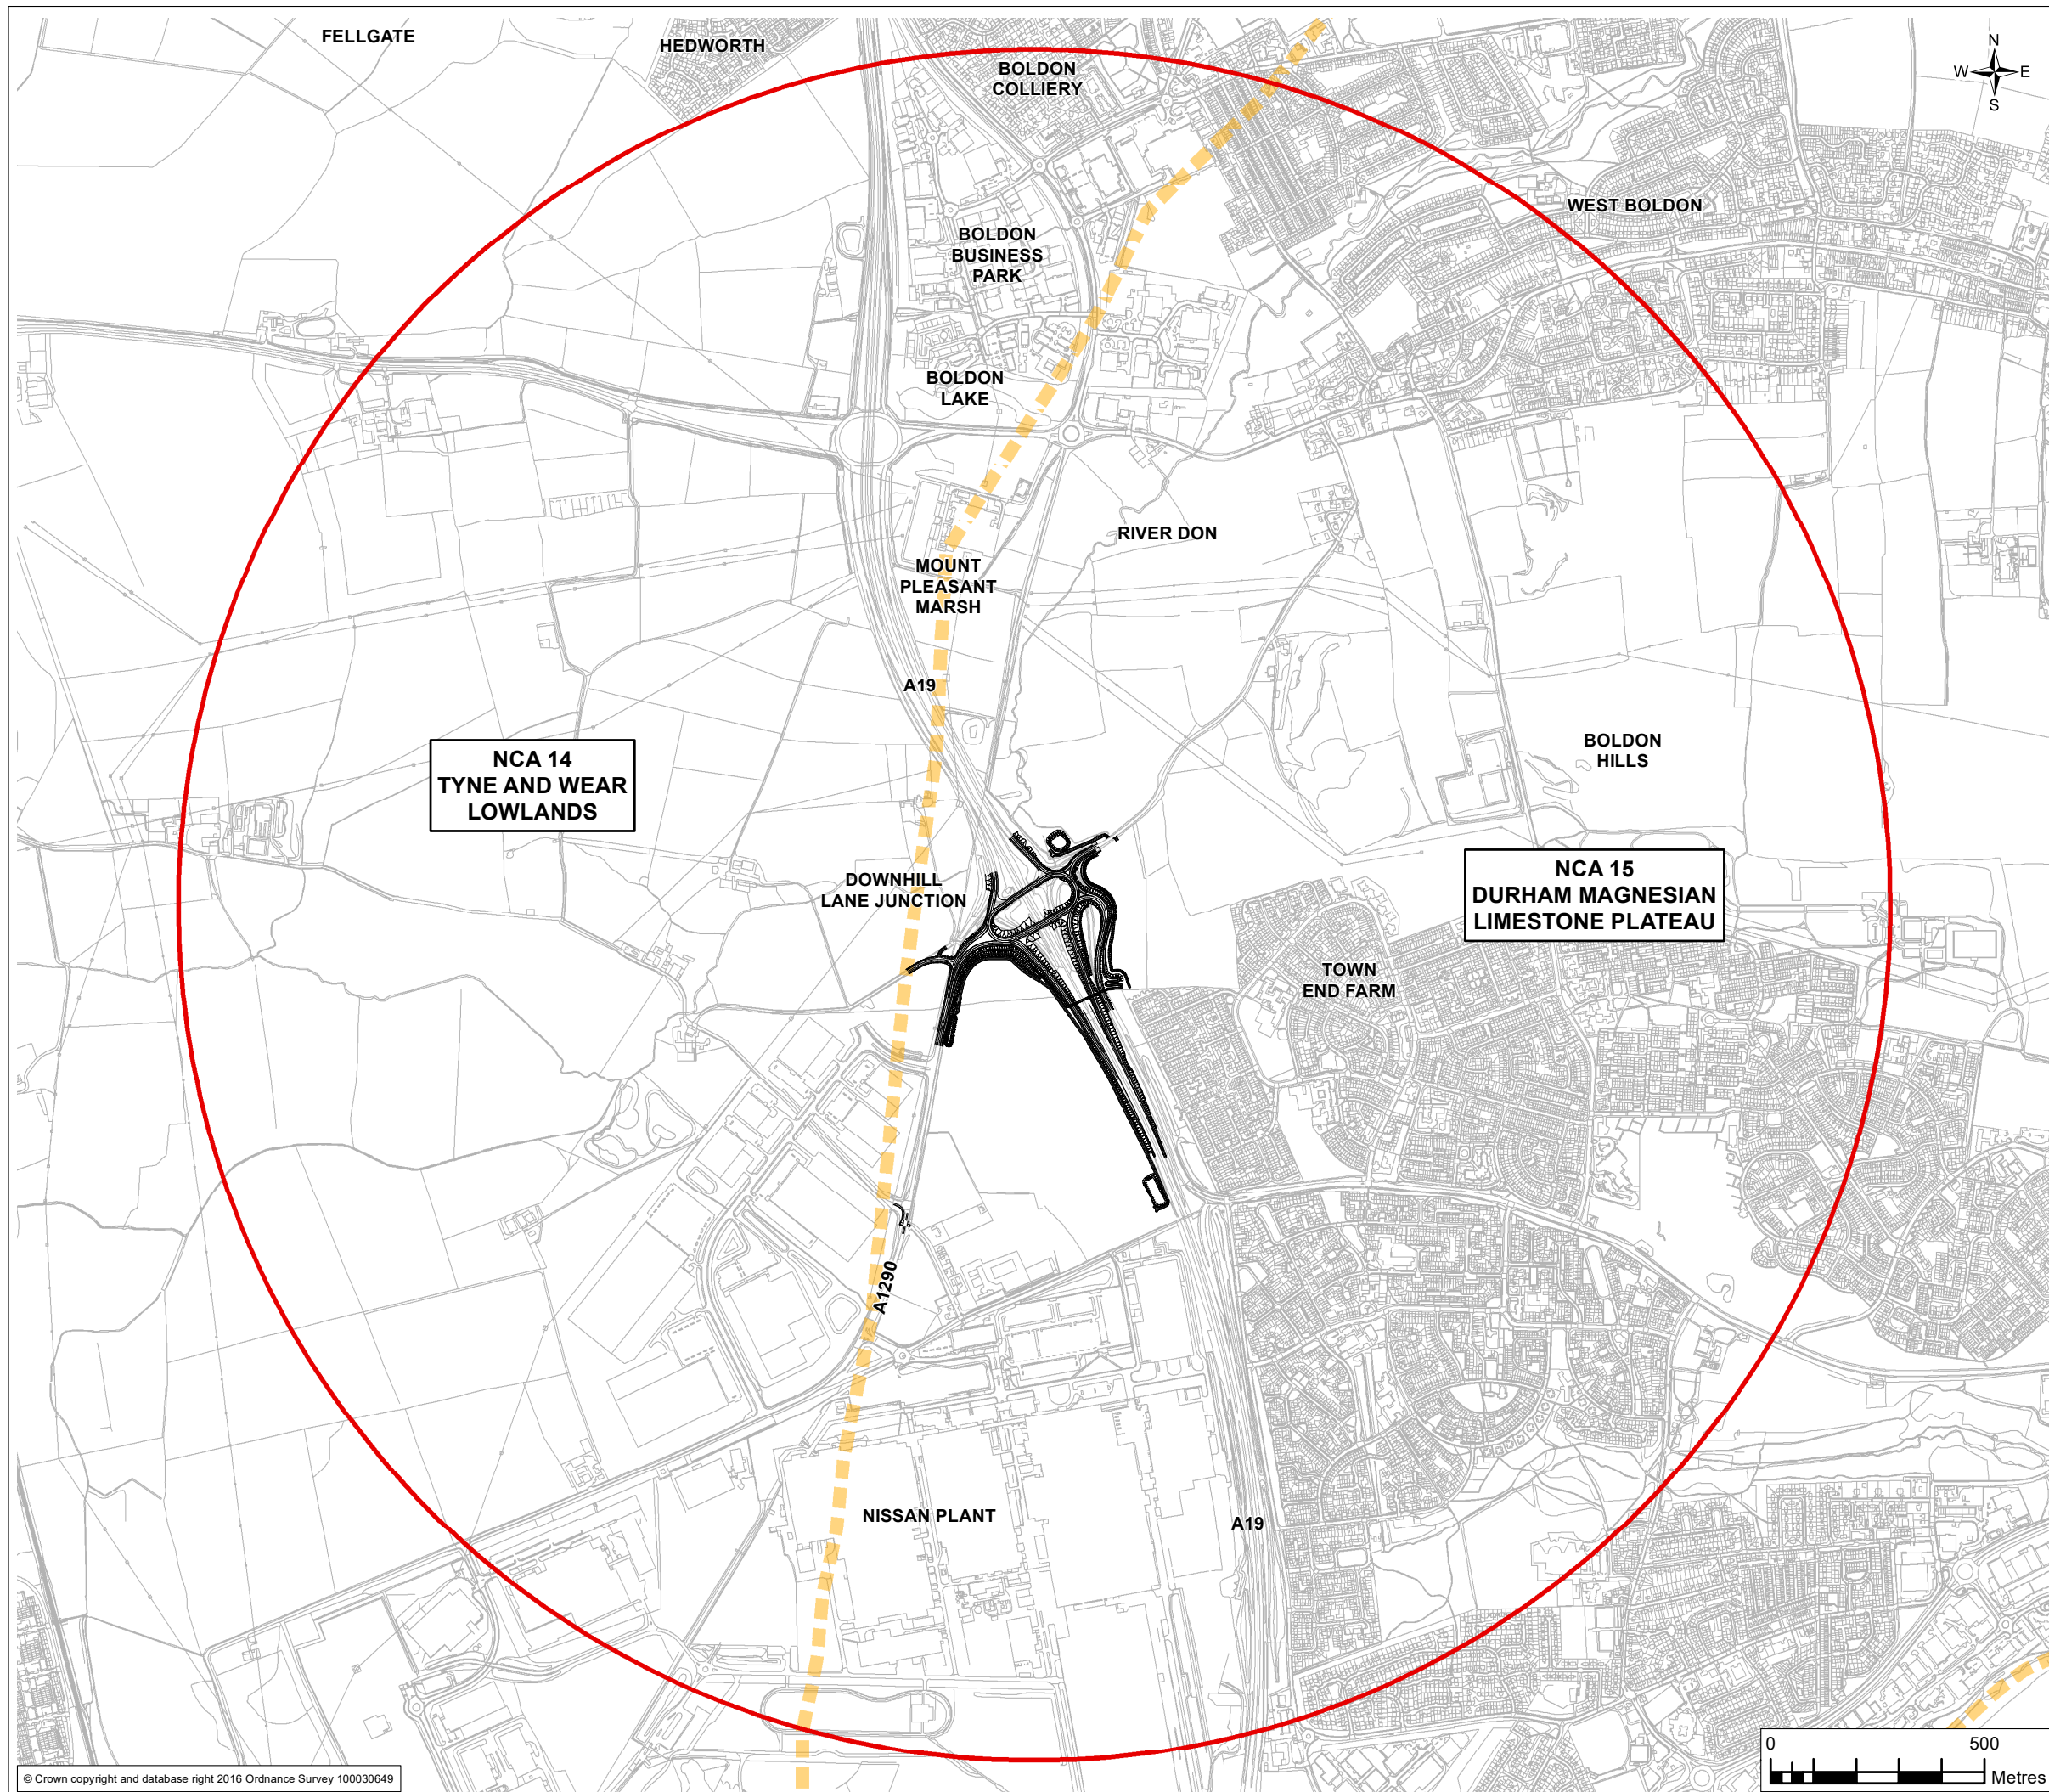 FELLGATE
HEDWORTH
BOLDON
COLLIERY
N
W
E
S
WEST BOLDON
BOLDON
BUSINESS
PARK
BOLDON
LAKE
RIVER DON
MOUNT
PLEASANT
MARSH
A19
NCA 14
TYNE AND WEAR
LOWLANDS
BOLDON
HILLS
DOWNHILL
LANE JUNCTION
NCA 15
DURHAM MAGNESIAN
LIMESTONE PLATEAU
TOWN
END FARM
A1290
NISSAN PLANT
A19
0
500
Metres
© Crown copyright and database right 2016 Ordnance Survey 100030649